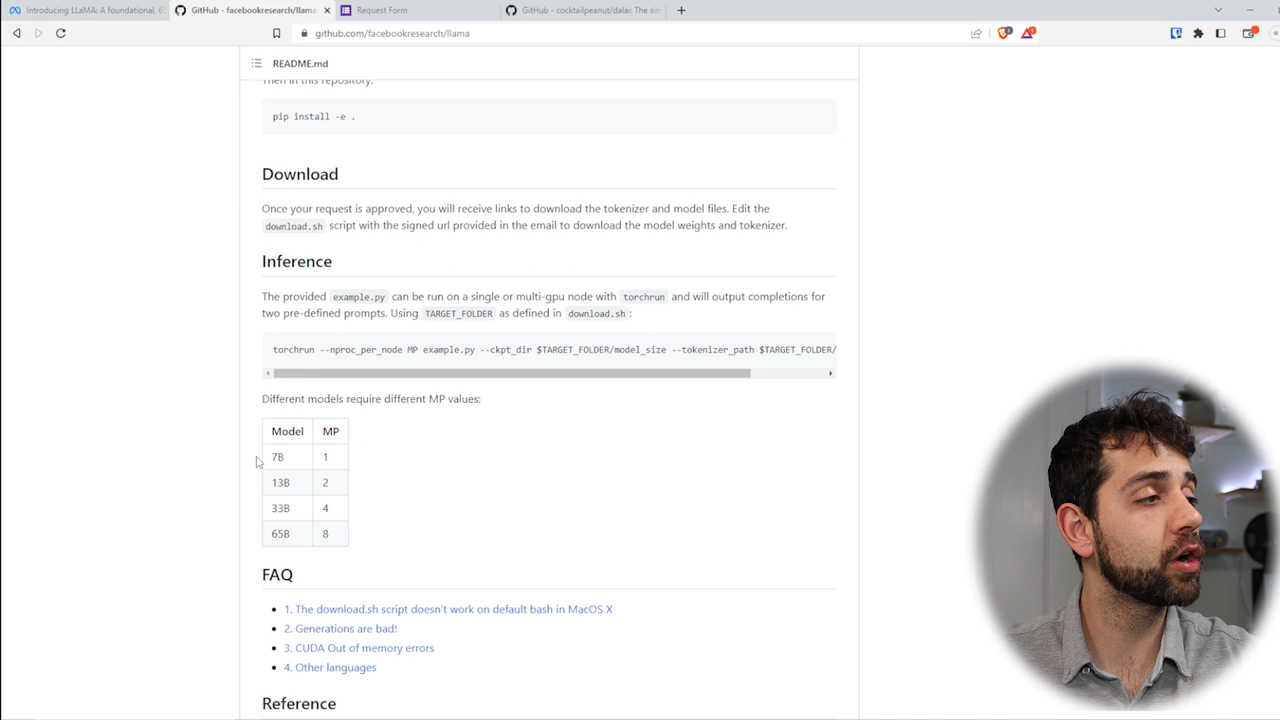 Introducing LLaMA: A foundational, 65
GitHub - facebookresearch/llama
Request Form
GitHub - cocktailpeanut/dalai: The sim
github.com/facebookresearch/llama
README.md
Then in this repository:
pip install -e .
Download
Once your request is approved, you will receive links to download the tokenizer and model files. Edit the
download.sh script with the signed url provided in the email to download the model weights and tokenizer.
Inference
The provided example.py can be run on a single or multi-gpu node with torchrun and will output completions for
two pre-defined prompts. Using TARGET_FOLDER as defined in download.sh :
torchrun --nproc_per_node MP example.py --ckpt_dir $TARGET_FOLDER/model_size --tokenizer_path $TARGET_FOLDER/
Different models require different MP values:
Model MP
7B 1
13B 2
33B 4
65B 8
FAQ
1. The download.sh script doesn't work on default bash in MacOS X
2. Generations are bad!
3. CUDA Out of memory errors
4. Other languages
Reference